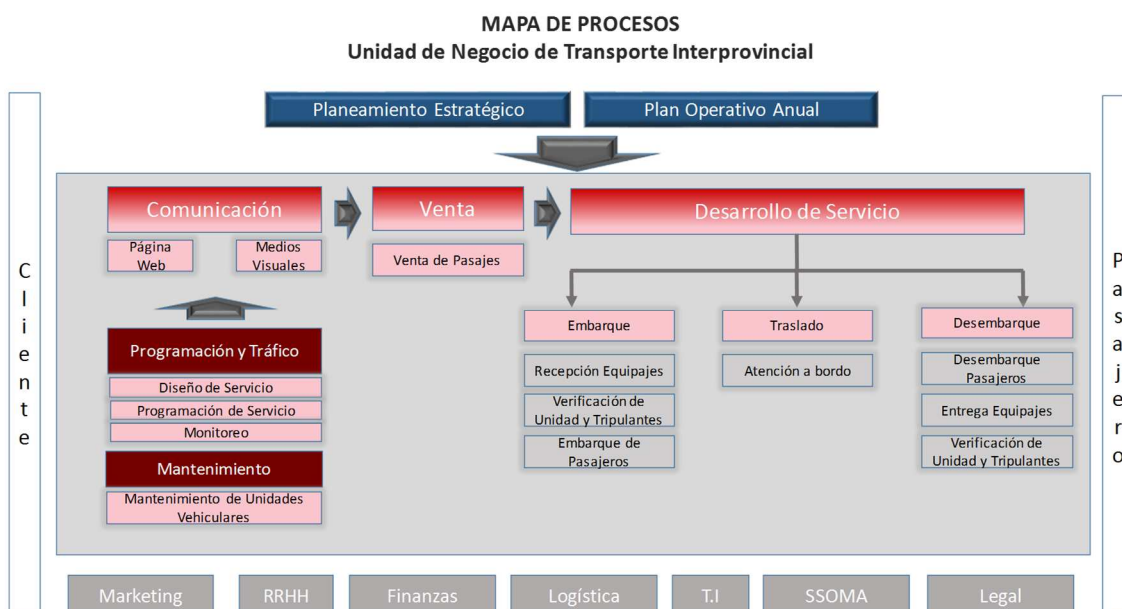 MAPA DE PROCESOS
Unidad de Negocio de Transporte Interprovincial
Planeamiento Estratégico
Plan Operativo Anual
Cliente
Comunicación
Venta
Desarrollo de Servicio
Página
Web
Medios
Visuales
Venta de Pasajes
Programación y Tráfico
Diseño de Servicio
Programación de Servicio
Monitoreo
Mantenimiento
Mantenimiento de Unidades
Vehiculares
Embarque
Recepción Equipajes
Verificación de
Unidad y Tripulantes
Embarque de
Pasajeros
Traslado
Atención a bordo
Desembarque
Desembarque
Pasajeros
Entrega Equipajes
Verificación de
Unidad y Tripulantes
Pasajero
Marketing
RRHH
Finanzas
Logística
T.I
SSOMA
Legal